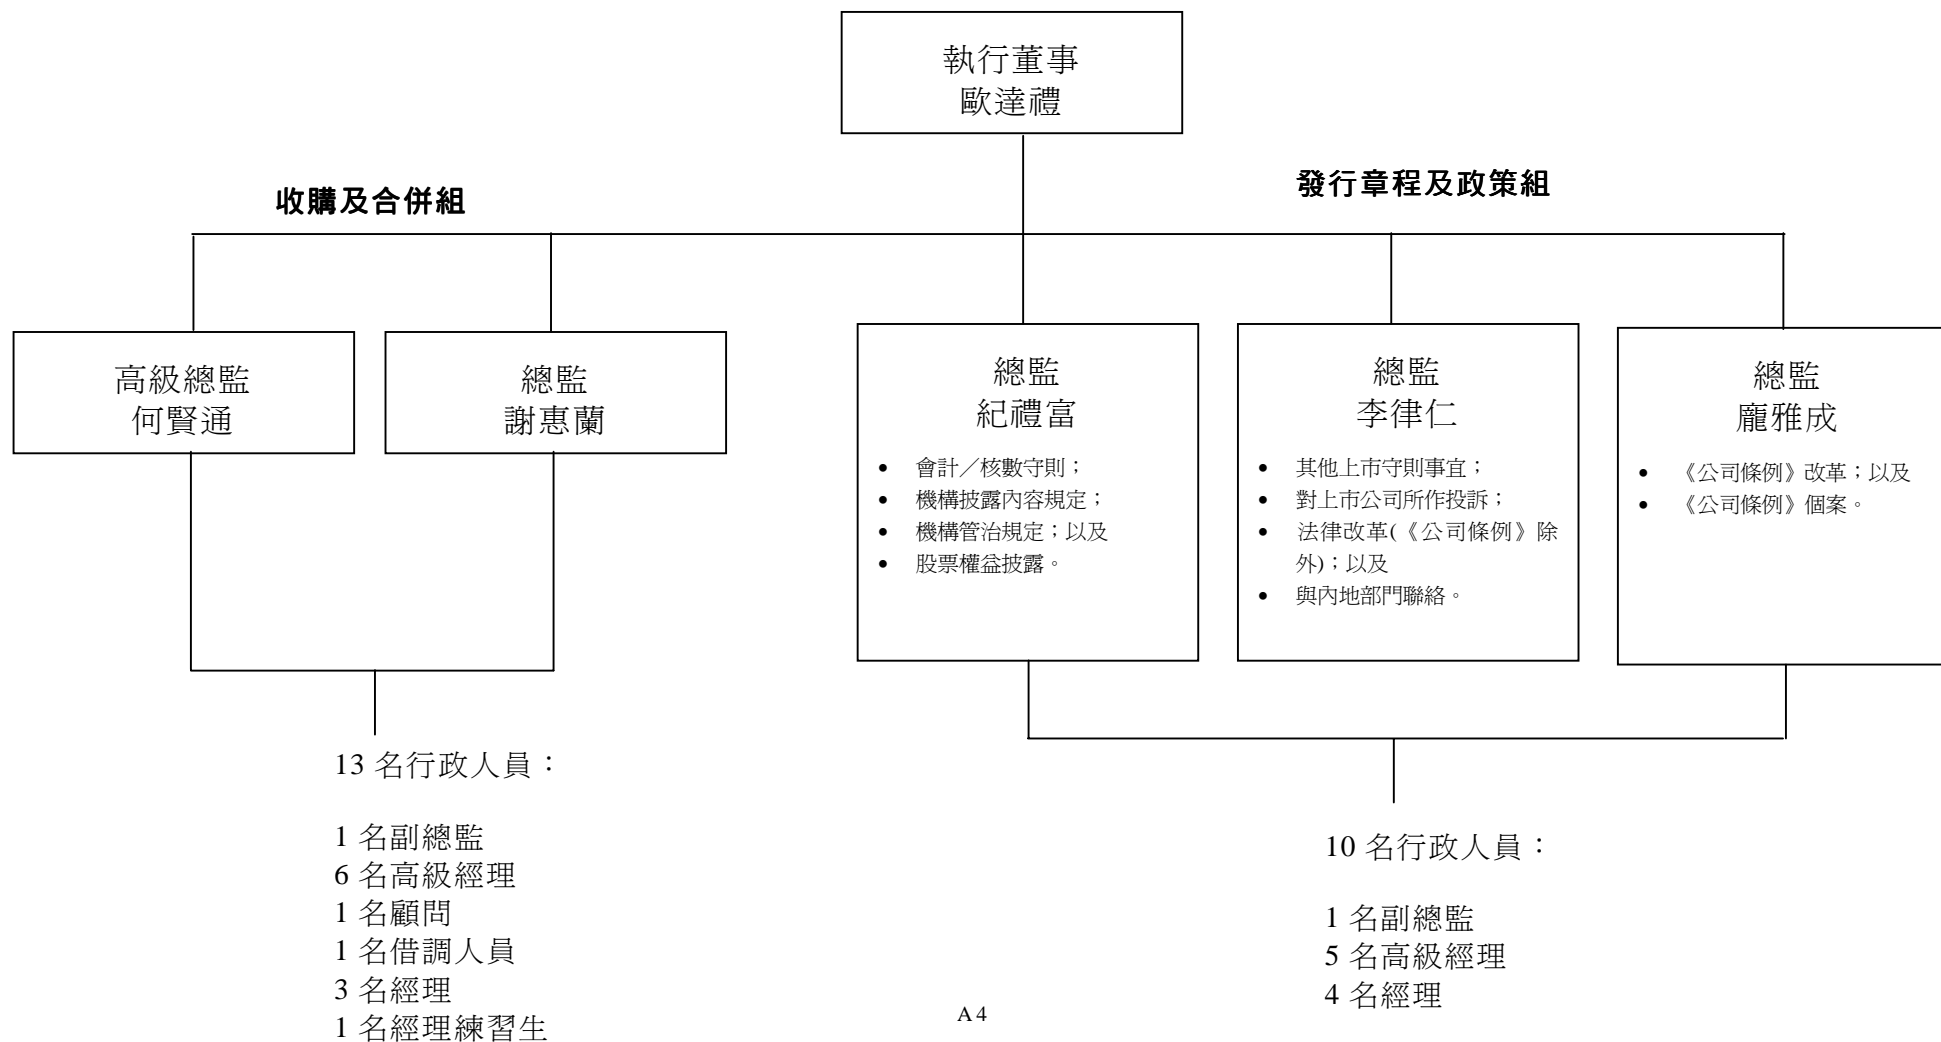 執行董事
歐達禮
收購及合併組
發行章程及政策組
高級總監
何賢通
總監
謝惠蘭
總監
紀禮富
• 會計／核數守則；
• 機構披露內容規定；
• 機構管治規定；以及
• 股票權益披露。
總監
李律仁
• 其他上市守則事宜；
• 對上市公司所作投訴；
• 法律改革(《公司條例》除
外)；以及
• 與內地部門聯絡。
總監
龐雅成
• 《公司條例》改革；以及
• 《公司條例》個案。
13 名行政人員：
1 名副總監
6 名高級經理
1 名顧問
1 名借調人員
3 名經理
1 名經理練習生
10 名行政人員：
1 名副總監
5 名高級經理
4 名經理
A4